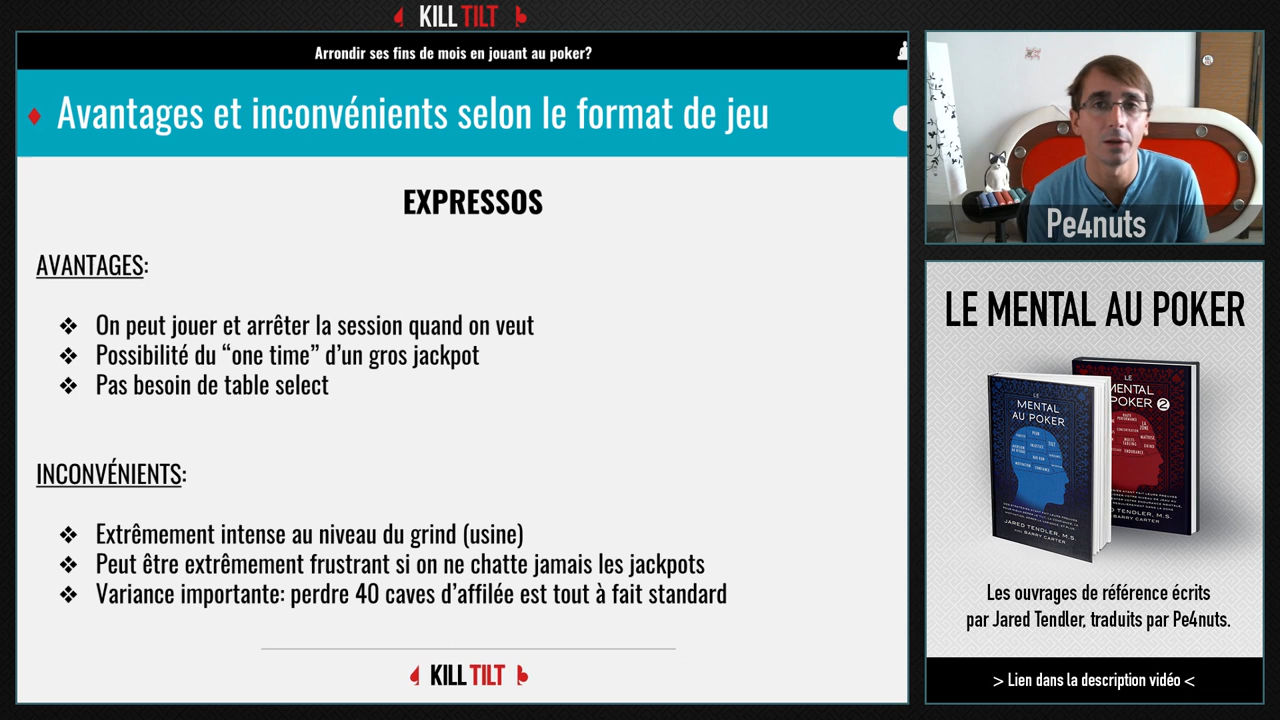 KILL TILT
Arrondir ses fins de mois en jouant au poker?
Avantages et inconvénients selon le format de jeu
EXPRESSOS
AVANTAGES:
❖ On peut jouer et arrêter la session quand on veut
❖ Possibilité du “one time” d’un gros jackpot
❖ Pas besoin de table select
INCONVÉNIENTS:
❖ Extrêmement intense au niveau du grind (usine)
❖ Peut être extrêmement frustrant si on ne chatte jamais les jackpots
❖ Variance importante: perdre 40 caves d’affilée est tout à fait standard
KILL TILT
Pe4nuts
LE MENTAL AU POKER
LE
MENTAL
AU POKER
JARED TENDLER, M.S.
BARRY CARTER
LE
MENTAL
POKER 2
TENDLER, M.S.
BARRY CARTER
Les ouvrages de référence écrits
par Jared Tendler, traduits par Pe4nuts.
> Lien dans la description vidéo <